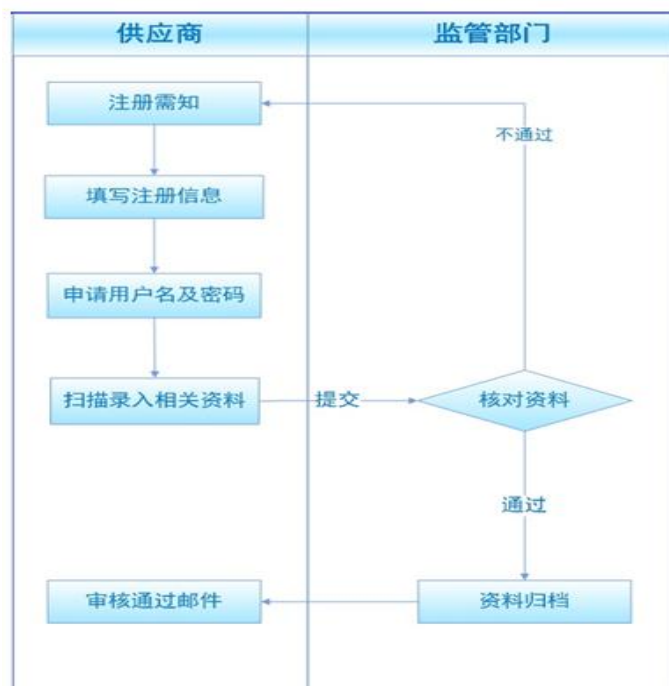 供应商
监管部门
注册需知
不通过
填写注册信息
申请用户名及密码
扫描录入相关资料
提交
核对资料
通过
审核通过邮件
资料归档